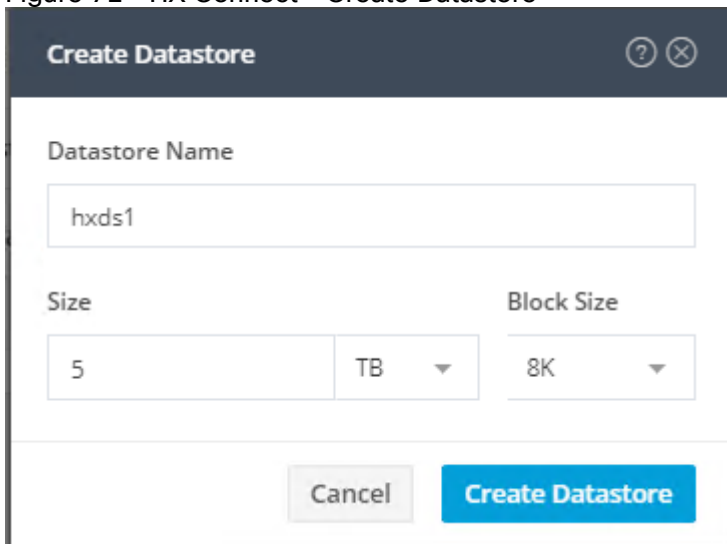 Create Datastore
Datastore Name
hxds1
Size Block Size
5 TB 8K
Cancel Create Datastore